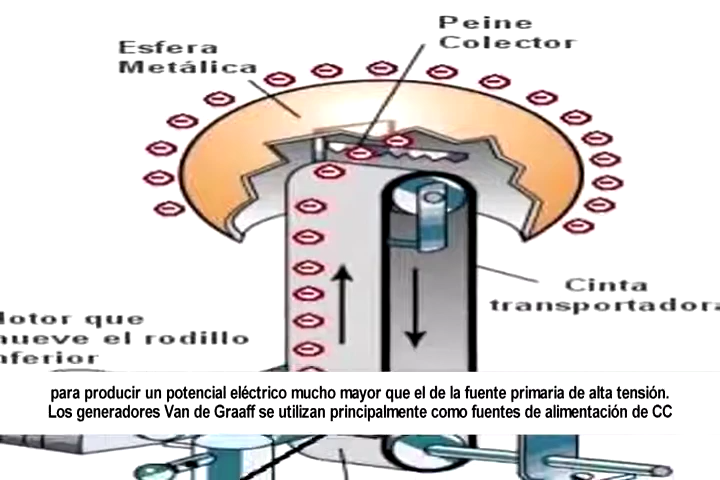 Peine
Colector
Esfera
Metálica
Cinta
transportadora
otor que
ueve el rodillo
nferior
para producir un potencial eléctrico mucho mayor que el de la fuente primaria de alta tensión.
Los generadores Van de Graaff se utilizan principalmente como fuentes de alimentación de CC